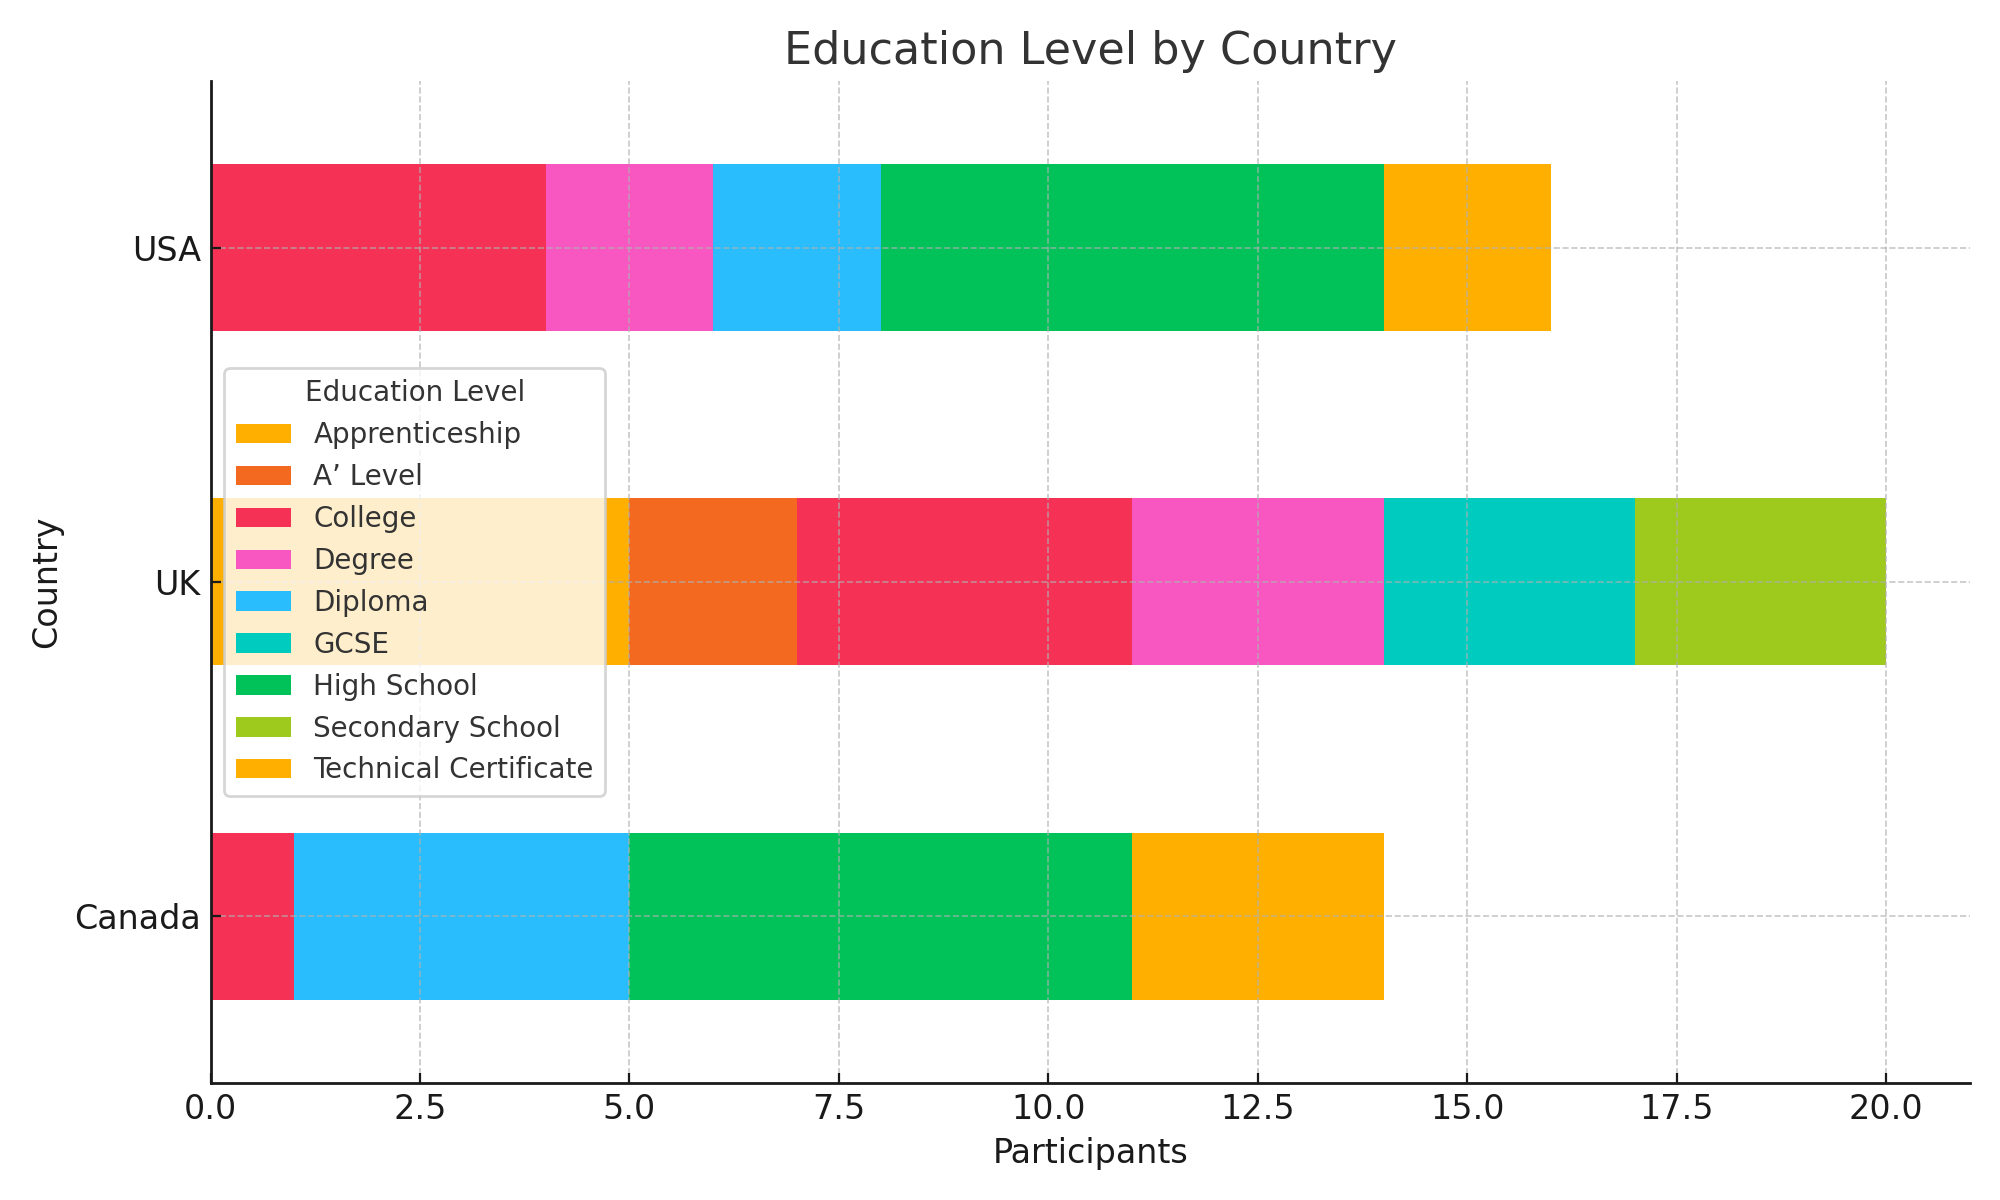 Education Level by Country
USA
UK
Canada
Country
Education Level
Apprenticeship
A’ Level
College
Degree
Diploma
GCSE
High School
Secondary School
Technical Certificate
0.0 2.5 5.0 7.5 10.0 12.5 15.0 17.5 20.0
Participants